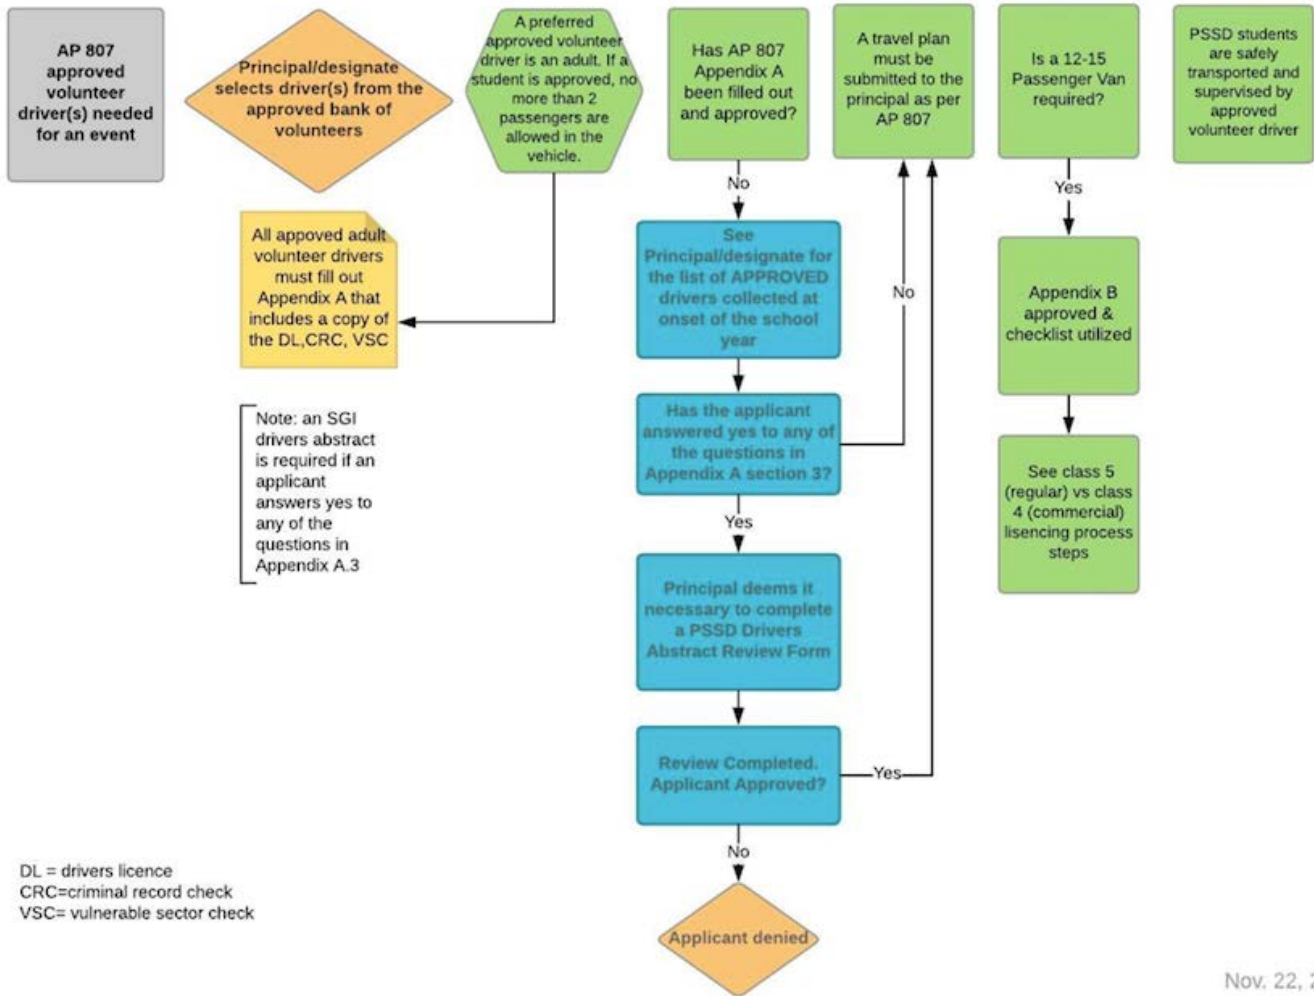 AP 807
approved
volunteer
driver(s) needed
for an event
Principal/designate
selects driver(s) from the
approved bank of
volunteers
A preferred
approved volunteer
driver is an adult. If a
student is approved, no
more than 2
passengers are
allowed in the
vehicle.
Has AP 807
Appendix A
been filled out
and approved?
A travel plan
must be
submitted to the
principal as per
AP 807
Is a 12-15
Passenger Van
required?
PSSD students
are safely
transported and
supervised by
approved
volunteer driver
All appoved adult
volunteer drivers
must fill out
Appendix A that
includes a copy of
the DL,CRC, VSC
Note: an SGI
drivers abstract
is required if an
applicant
answers yes to
any of the
questions in
Appendix A.3
No
See
Principal/designate for
the list of APPROVED
drivers collected at
onset of the school
year
Has the applicant
answered yes to any of
the questions in
Appendix A section 3?
No
Yes
Principal deems it
necessary to complete
a PSSD Drivers
Abstract Review Form
Review Completed.
Applicant Approved?
Yes
No
Applicant denied
Yes
Appendix B
approved &
checklist utilized
See class 5
(regular) vs class
4 (commercial)
lisencing process
steps
DL = drivers licence
CRC=criminal record check
VSC= vulnerable sector check
Nov. 22,